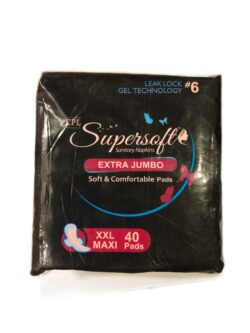 LEAK LOCK
GEL TECHNOLOGY #6
Supersoft
Sanitary Napkins
EXTRA JUMBO
Soft & Comfortable Pads
XXL 40
MAXI Pads